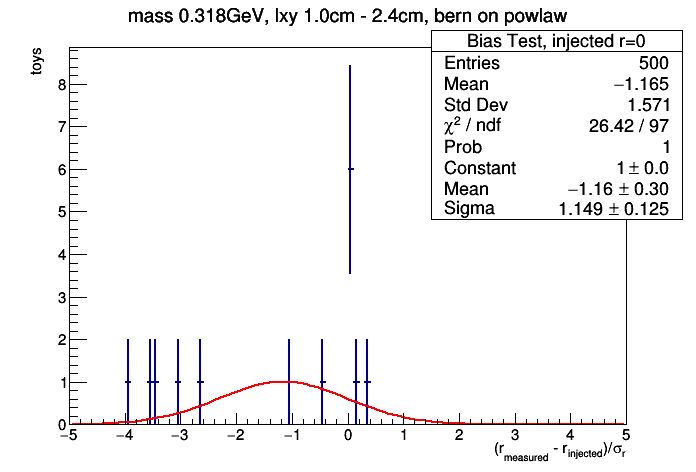 mass 0.318GeV, lxy 1.0cm - 2.4cm, bern on powlaw
Bias Test, injected r=0
Entries 500
Mean −1.165
Std Dev 1.571
χ² / ndf 26.42 / 97
Prob 1
Constant 1 ± 0.0
Mean −1.16 ± 0.30
Sigma 1.149 ± 0.125
toys
8
7
6
5
4
3
2
1
0
−5 −4 −3 −2 −1 0 1 2 3 4 5
(r_measured - r_injected)/σ_r